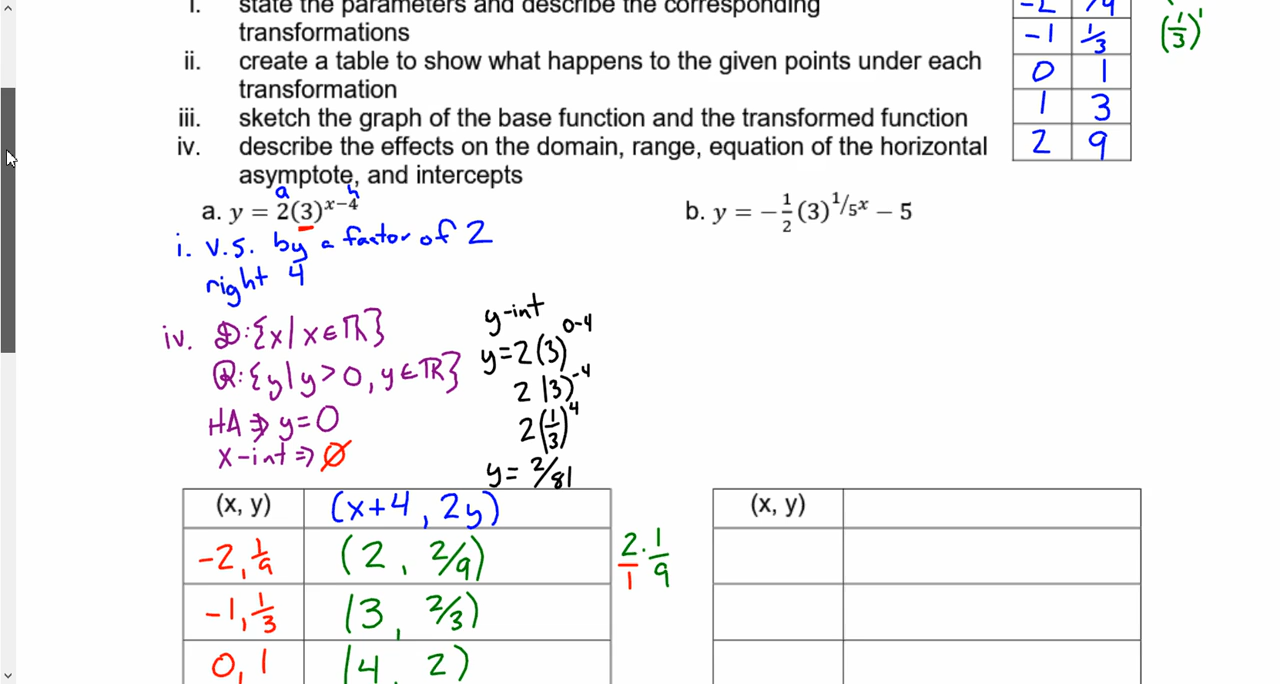 i. state the parameters and describe the corresponding
transformations
ii. create a table to show what happens to the given points under each
transformation
iii. sketch the graph of the base function and the transformed function
iv. describe the effects on the domain, range, equation of the horizontal
asymptote, and intercepts
-2 1/9
-1 1/3
0 1
1 3
2 9
(1/3)^1
a h
a. y = 2(3)^{x-4}
i. v.s. by a factor of 2
right 4
iv. D:{x|x∈R}
R:{y|y>0, y∈R}
HA ⇒ y=0
x-int ⇒ ∅
y-int
y=2(3)^{0-4}
2(3)^{-4}
2(1/3)^4
y= 2/81
(x, y) (x+4, 2y)
-2, 1/9 (2, 2/9)
2/1 · 1/9
-1, 1/3 (3, 2/3)
0, 1 (4, 2)
b. y = -1/2 (3)^{1/5 x} - 5
(x, y)